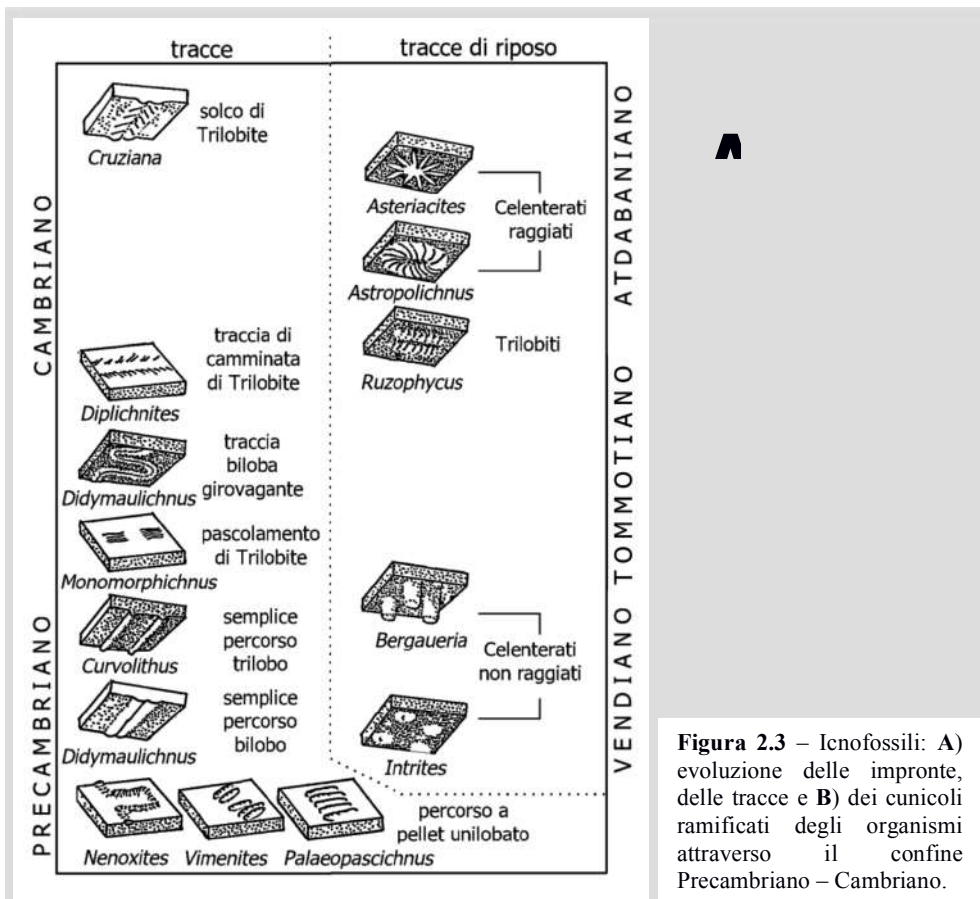 tracce
tracce di riposo
CAMBRIANO
PRECAMBRIANO
solco di
Trilobite
Cruziana
traccia di
camminata
di Trilobite
Diplichnites
traccia
biloba
girovagante
Didymaulichnus
pascolamento
di Trilobite
Monomorphichnus
semplice
percorso
trilobo
Curvolithus
semplice
percorso
bilobo
Didymaulichnus
percorso a
pellet unilobato
Nenoxites Vimenites Palaeopascichnus
Asteriacites
Celenterati
raggiati
Astropolichnus
Trilobiti
Ruzophycus
Bergaueria
Celenterati
non raggiati
Intrites
ATDABANIANO
TOMMOTIANO
VENDIANO
A
Figura 2.3 – Icnofossili: A)
evoluzione delle impronte,
delle tracce e B) dei cunicoli
ramificati degli organismi
attraverso il confine
Precambriano – Cambriano.